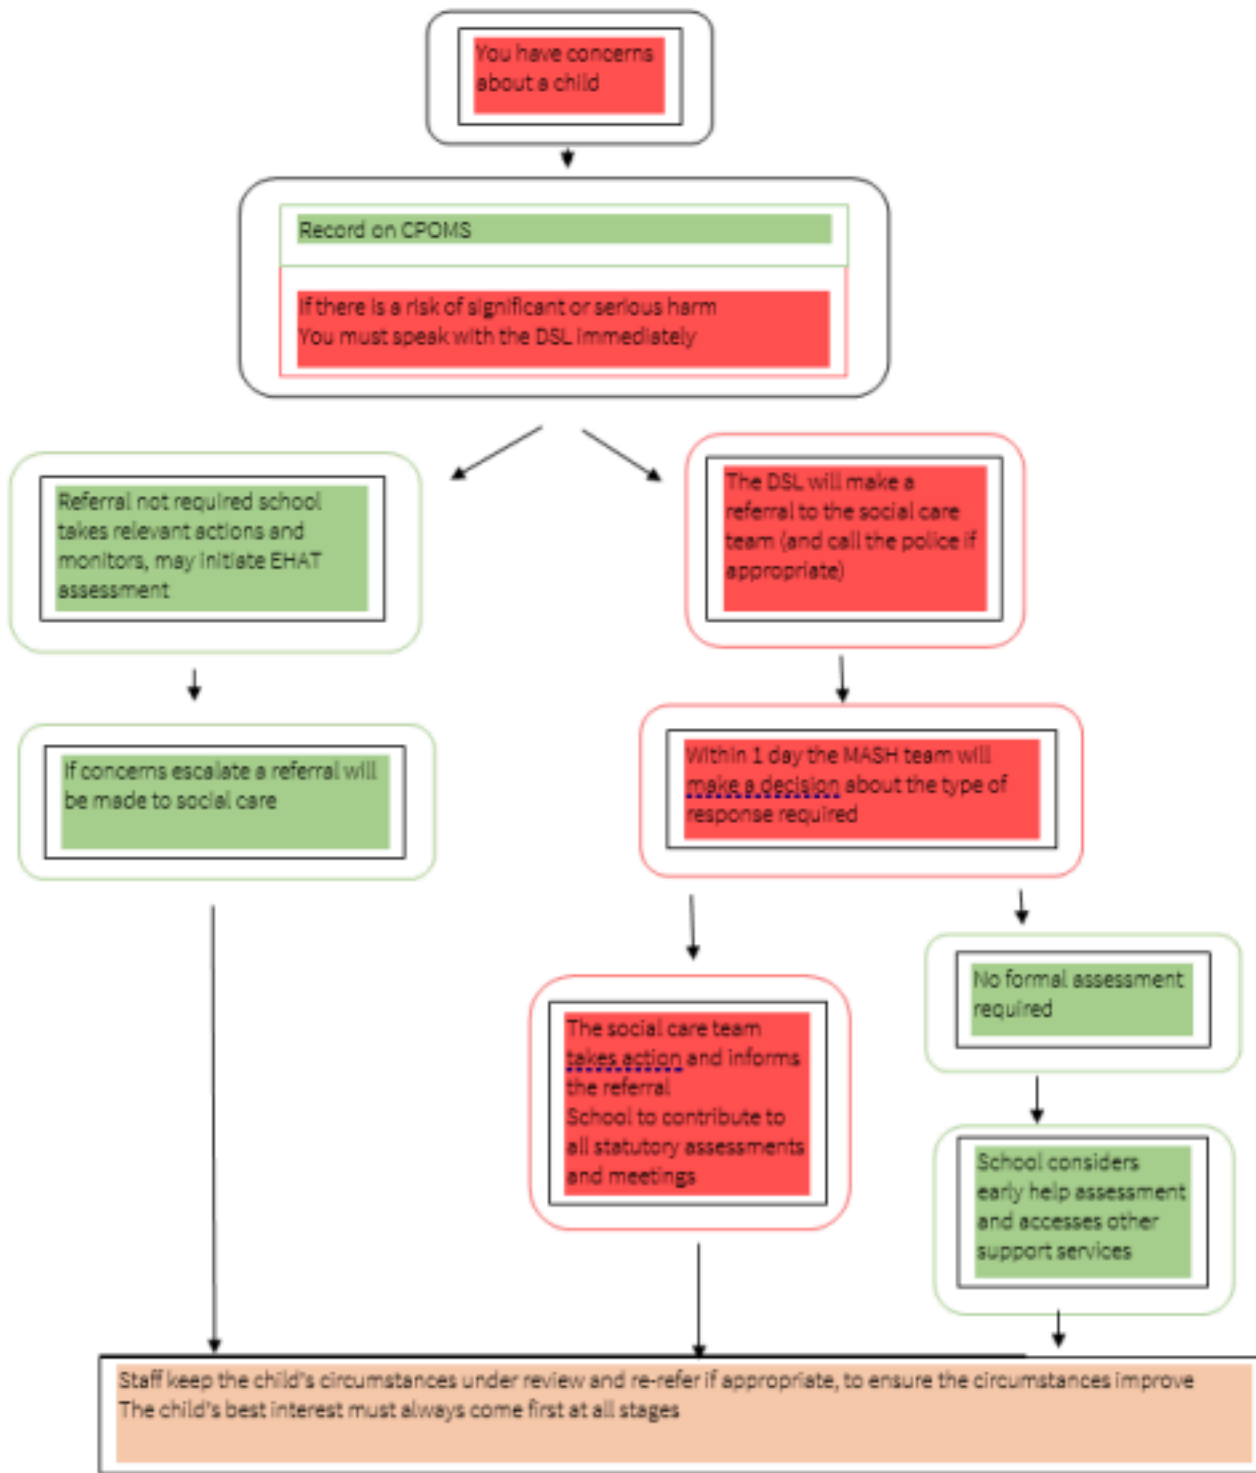 You have concerns
about a child
Record on CPOMS
If there is a risk of significant or serious harm
You must speak with the DSL immediately
Referral not required school
takes relevant actions and
monitors, may initiate EHAT
assessment
The DSL will make a
referral to the social care
team (and call the police if
appropriate)
If concerns escalate a referral will
be made to social care
Within 1 day the MASH team will
make a decision about the type of
response required
No formal assessment
required
The social care team
takes action and informs
the referral
School to contribute to
all statutory assessments
and meetings
School considers
early help assessment
and accesses other
support services
Staff keep the child's circumstances under review and re-refer if appropriate, to ensure the circumstances improve
The child's best interest must always come first at all stages